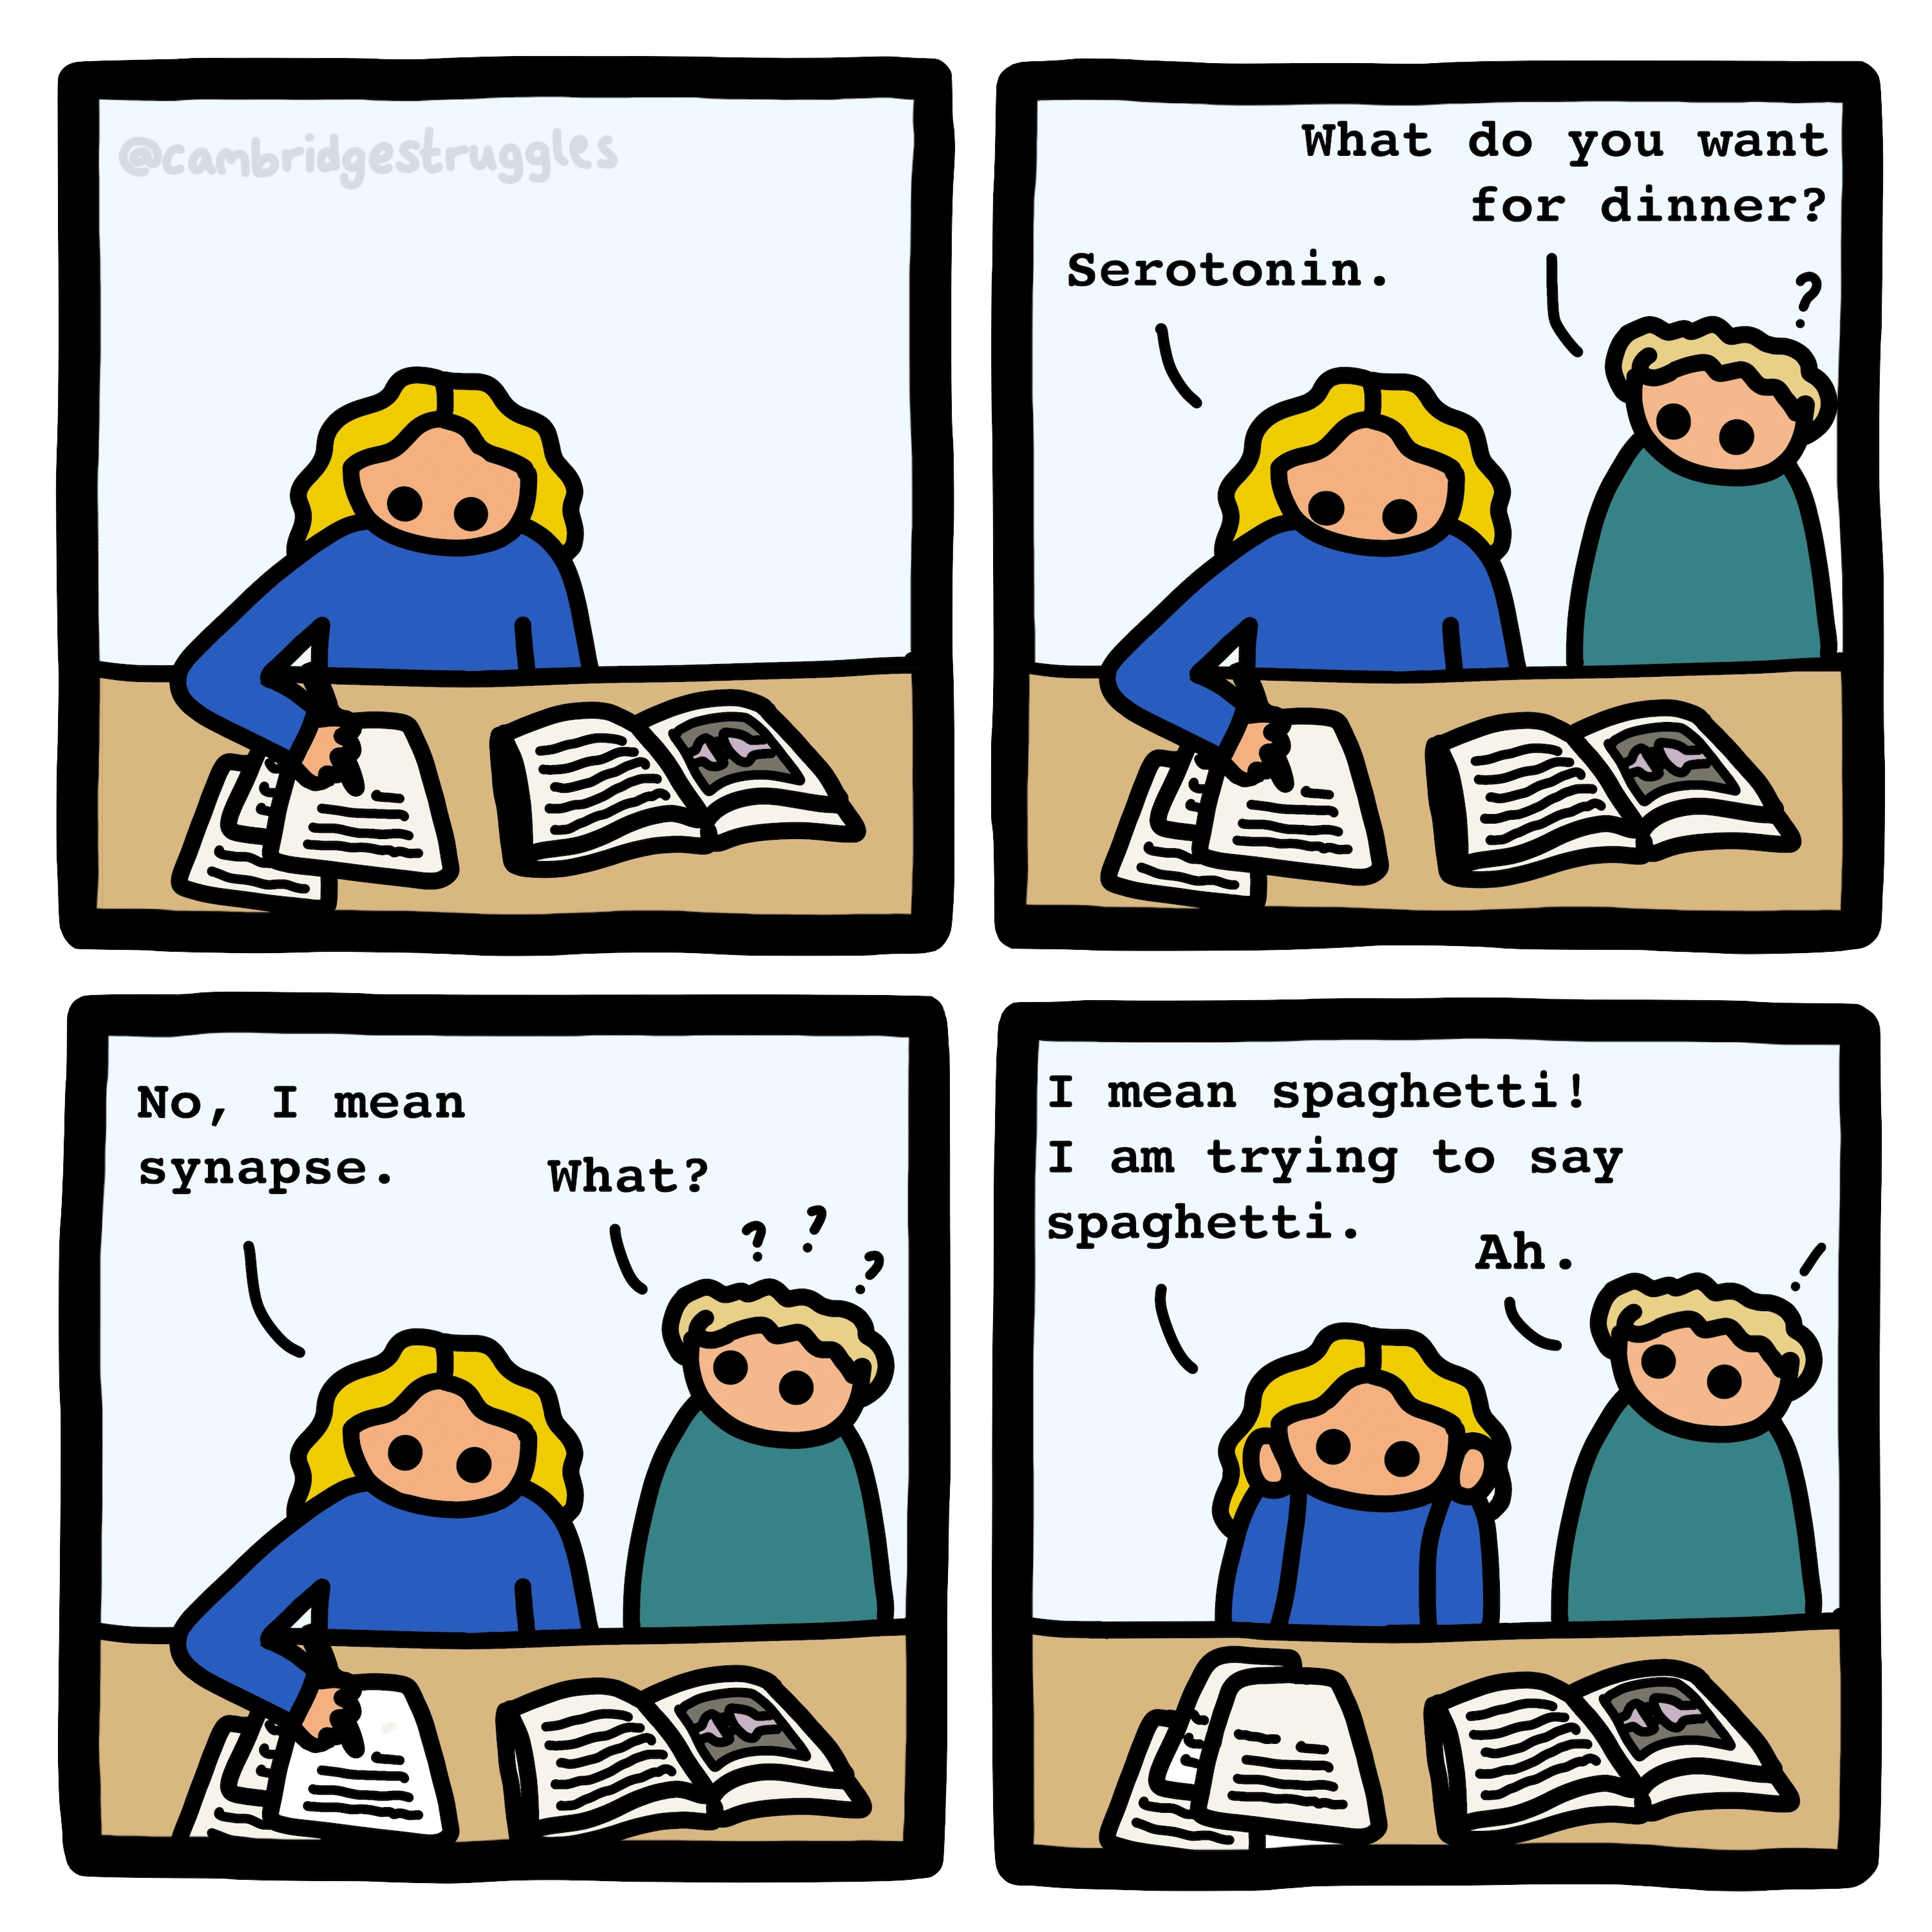 @cambridgestruggles
What do you want
for dinner?
Serotonin.
No, I mean
synapse.
What?
I mean spaghetti!
I am trying to say
spaghetti.
Ah.